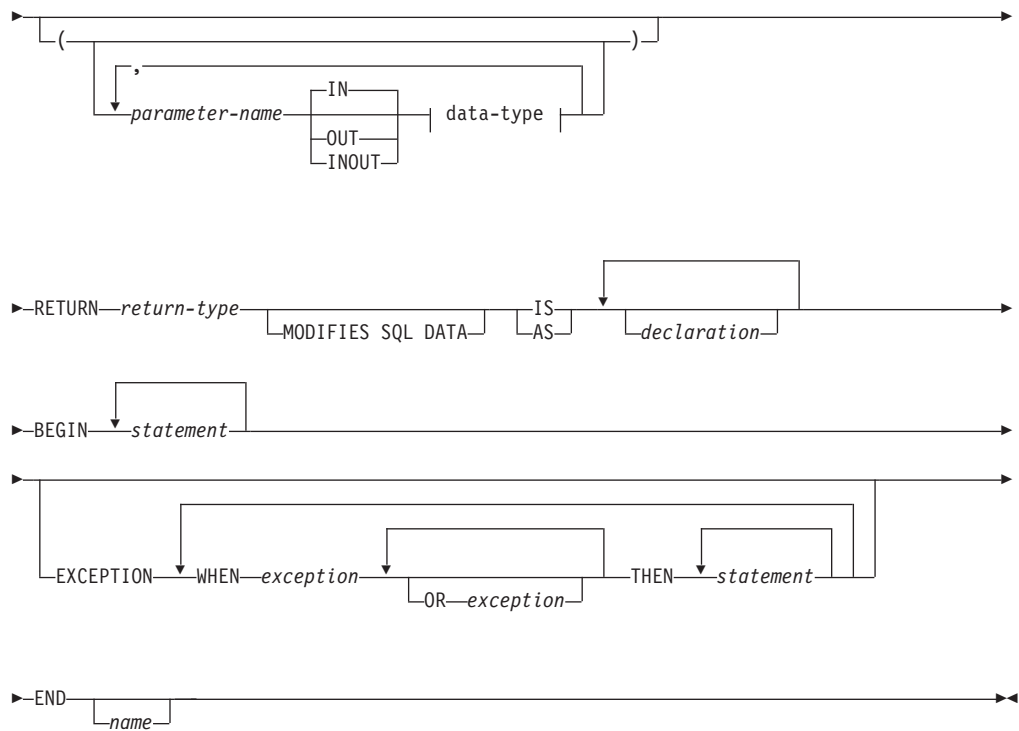 ( )
,
IN
parameter-name data-type
OUT
INOUT
RETURN return-type IS
MODIFIES SQL DATA AS declaration
BEGIN statement
EXCEPTION WHEN exception THEN statement
OR exception
END
name